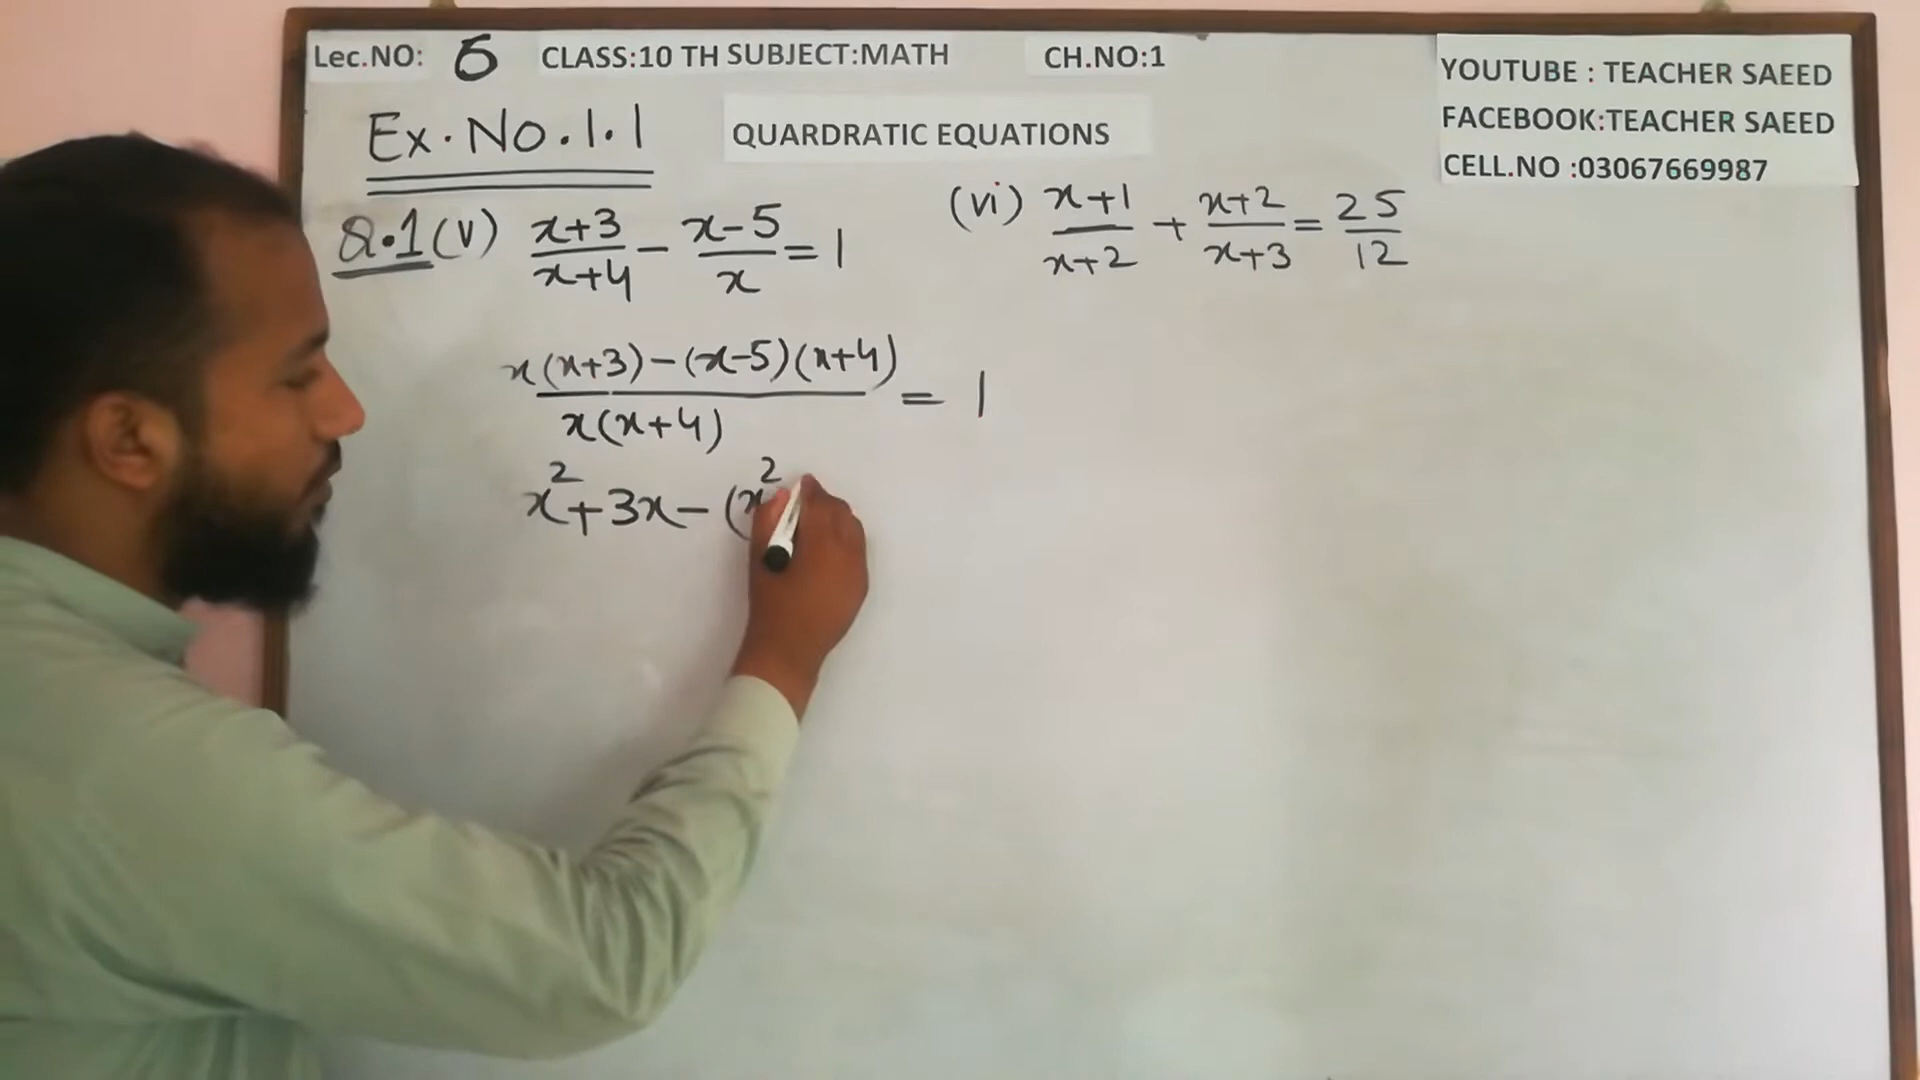 Lec.NO: 5 CLASS:10 TH SUBJECT:MATH CH.NO:1
YOUTUBE : TEACHER SAEED
FACEBOOK:TEACHER SAEED
CELL.NO :03067669987
Ex.No.1.1
QUARDRATIC EQUATIONS
Q.1(v) (x+3)/(x+4) - (x-5)/x = 1
(vi) (x+1)/(x+2) + (x+2)/(x+3) = 25/12
(x(x+3)-(x-5)(x+4))/(x(x+4)) = 1
x²+3x-(x²